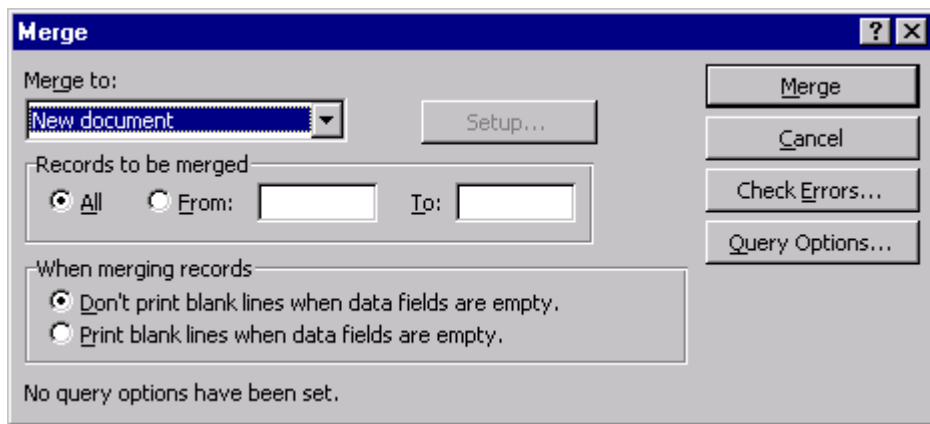 Merge
Merge to:
New document
Setup...
Merge
Cancel
Records to be merged
All From: To:
Check Errors...
Query Options...
When merging records
Don't print blank lines when data fields are empty.
Print blank lines when data fields are empty.
No query options have been set.